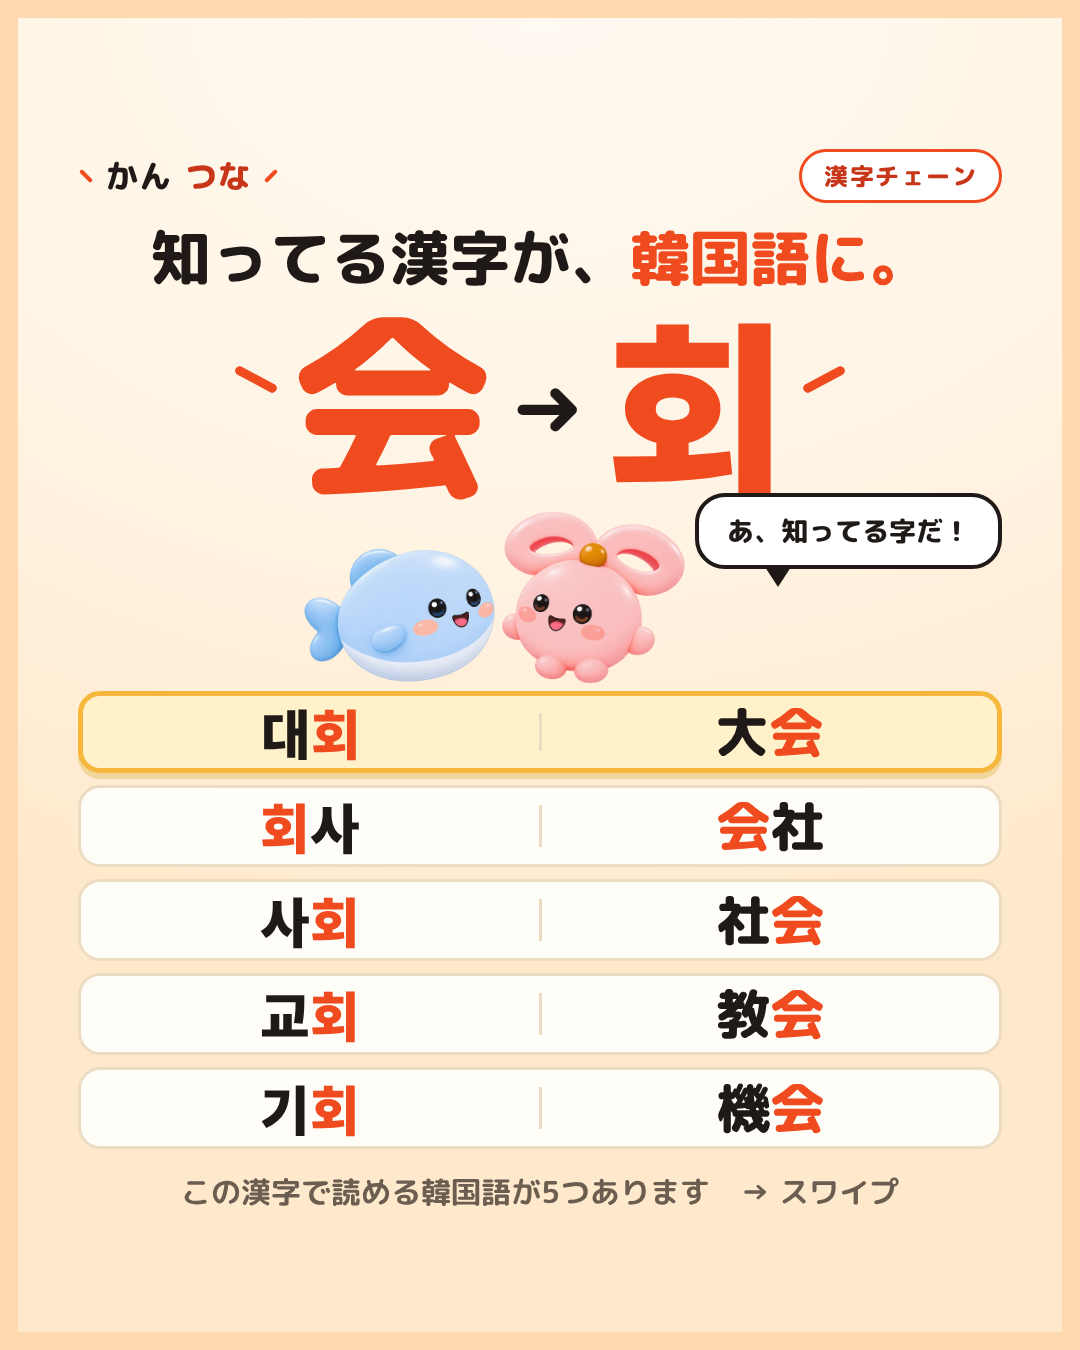 かん つな
漢字チェーン
知ってる漢字が、韓国語に。
会 → 회
あ、知ってる字だ！
대회 大会
회사 会社
사회 社会
교회 教会
기회 機会
この漢字で読める韓国語が5つあります → スワイプ